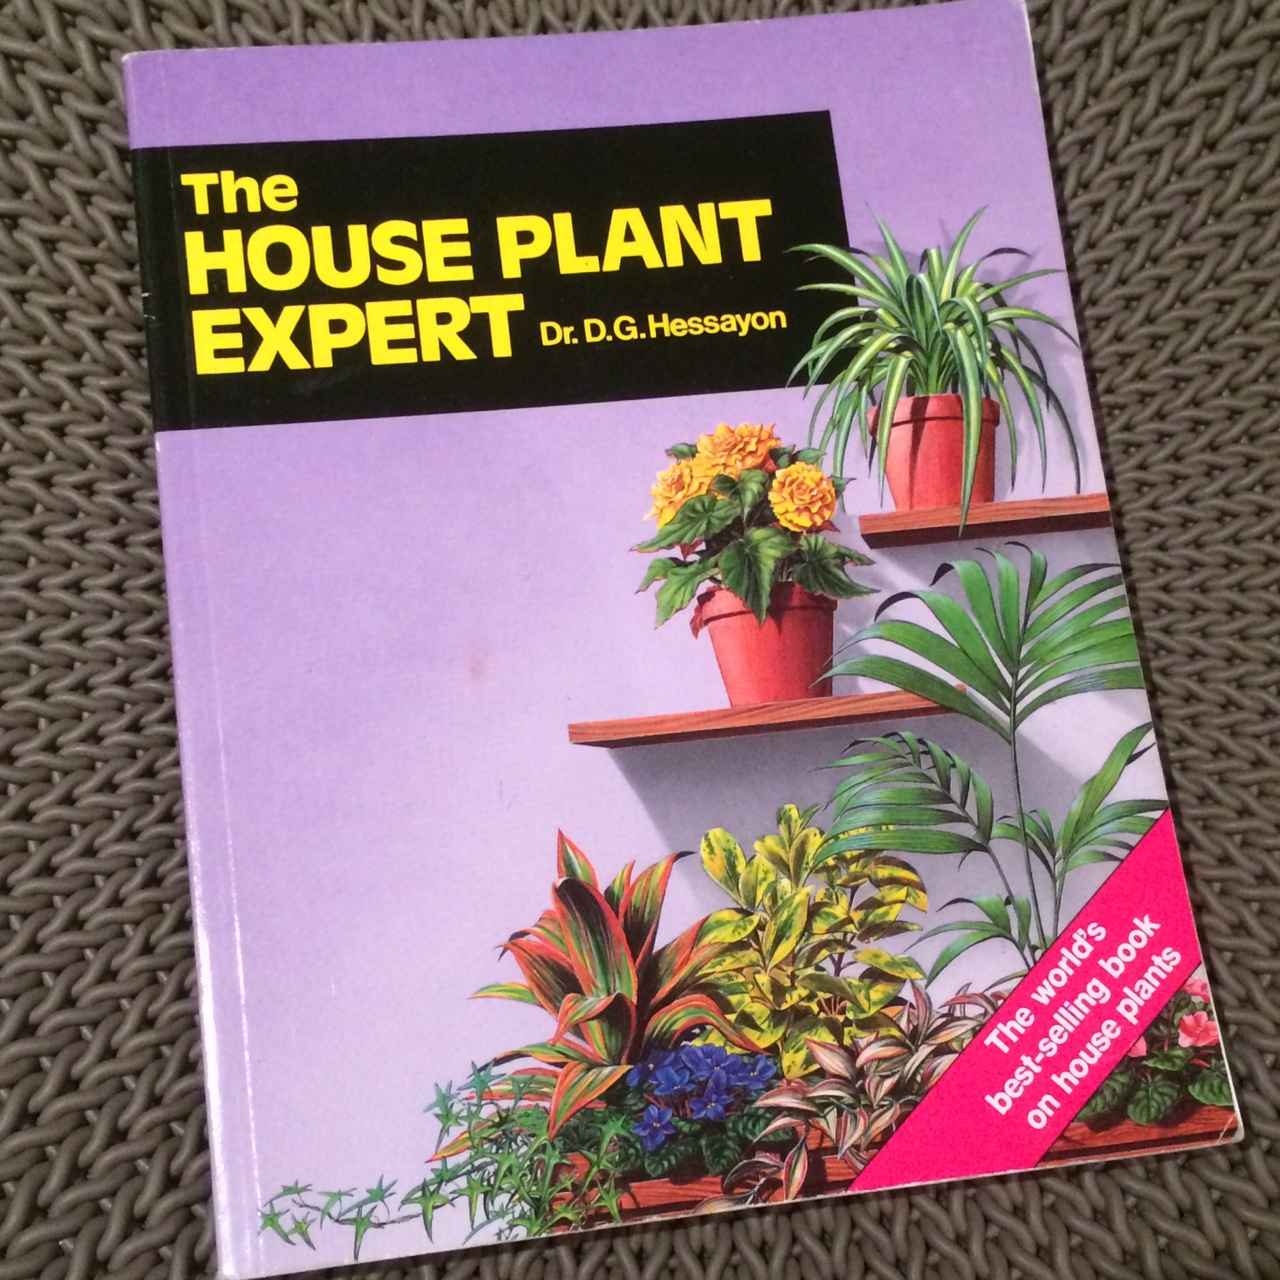 The
HOUSE PLANT
EXPERT Dr. D.G. Hessayon
The world's
best-selling book
on house plants